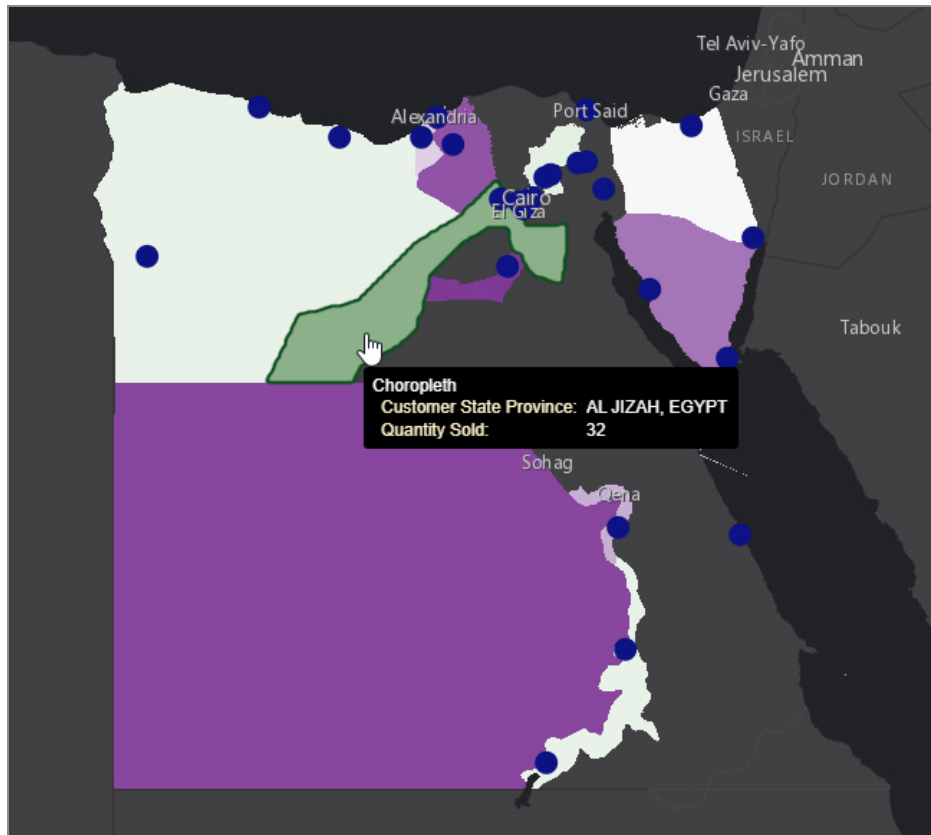 Tel Aviv-Yafo
Amman
Jerusalem
Gaza
Port Said
Alexandria
ISRAEL
JORDAN
Cairo
El Giza
Tabouk
Choropleth
Customer State Province: AL JIZAH, EGYPT
Quantity Sold: 32
Sohag
Qena